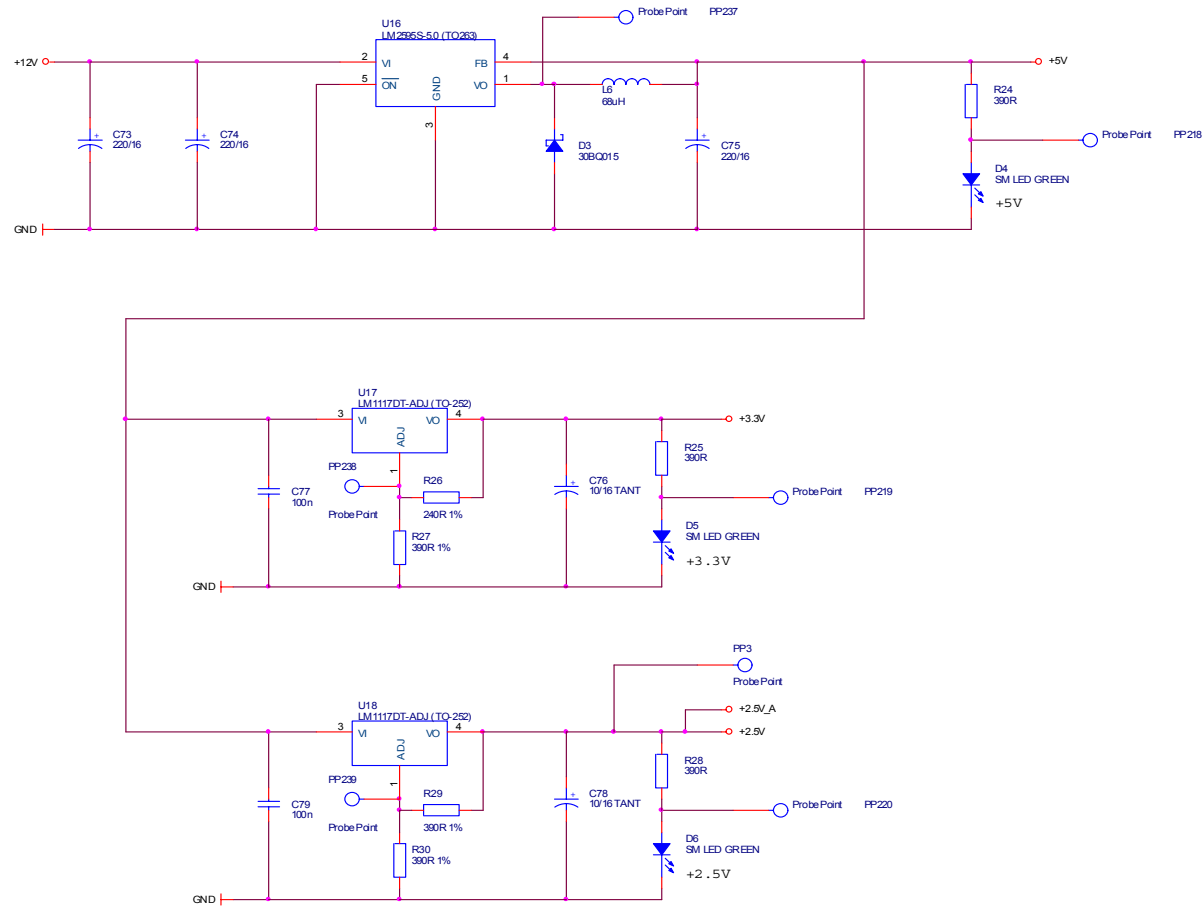 Probe Point PP237
U16
LM2595S-5.0 (TO263)
+12V
2
VI
FB
4
+5V
5
ON
GND
VO
1
3
L6
68uH
R24
390R
C73
220/16
C74
220/16
D3
30BQ015
C75
220/16
Probe Point PP218
D4
SM LED GREEN
+5V
GND
U17
LM1117DT-ADJ (TO-252)
3
VI
VO
4
ADJ
1
+3.3V
R25
390R
PP238
Probe Point
R26
240R 1%
C77
100n
C76
10/16 TANT
Probe Point PP219
R27
390R 1%
D5
SM LED GREEN
+3.3V
GND
PP3
Probe Point
U18
LM1117DT-ADJ (TO-252)
+2.5V_A
3
VI
VO
4
ADJ
1
+2.5V
R28
390R
PP239
Probe Point
R29
390R 1%
C79
100n
C78
10/16 TANT
Probe Point PP220
R30
390R 1%
D6
SM LED GREEN
+2.5V
GND